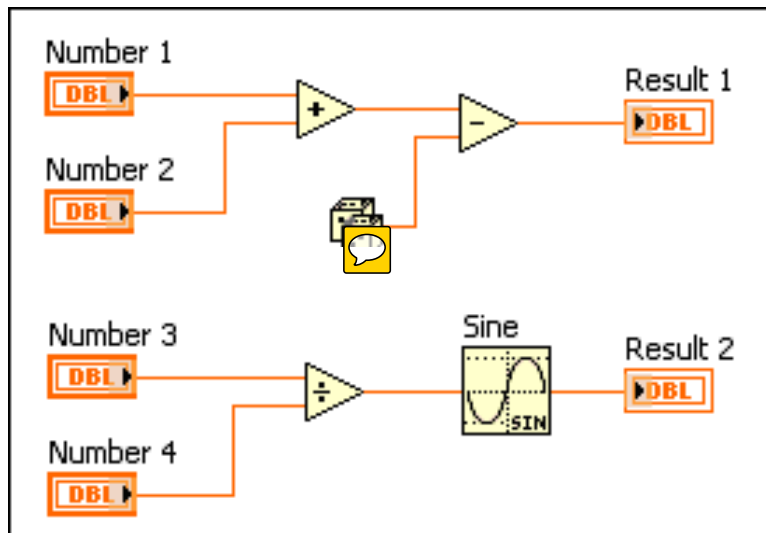 Number 1
DBL
+
-
Result 1
DBL
Number 2
DBL
Number 3
DBL
÷
Sine
SIN
Result 2
DBL
Number 4
DBL